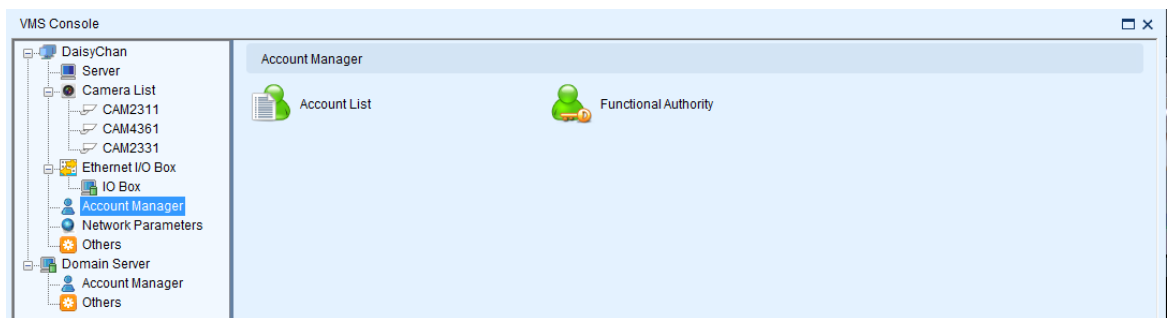 VMS Console
DaisyChan
Server
Camera List
CAM2311
CAM4361
CAM2331
Ethernet I/O Box
IO Box
Account Manager
Network Parameters
Others
Domain Server
Account Manager
Others
Account Manager
Account List
Functional Authority